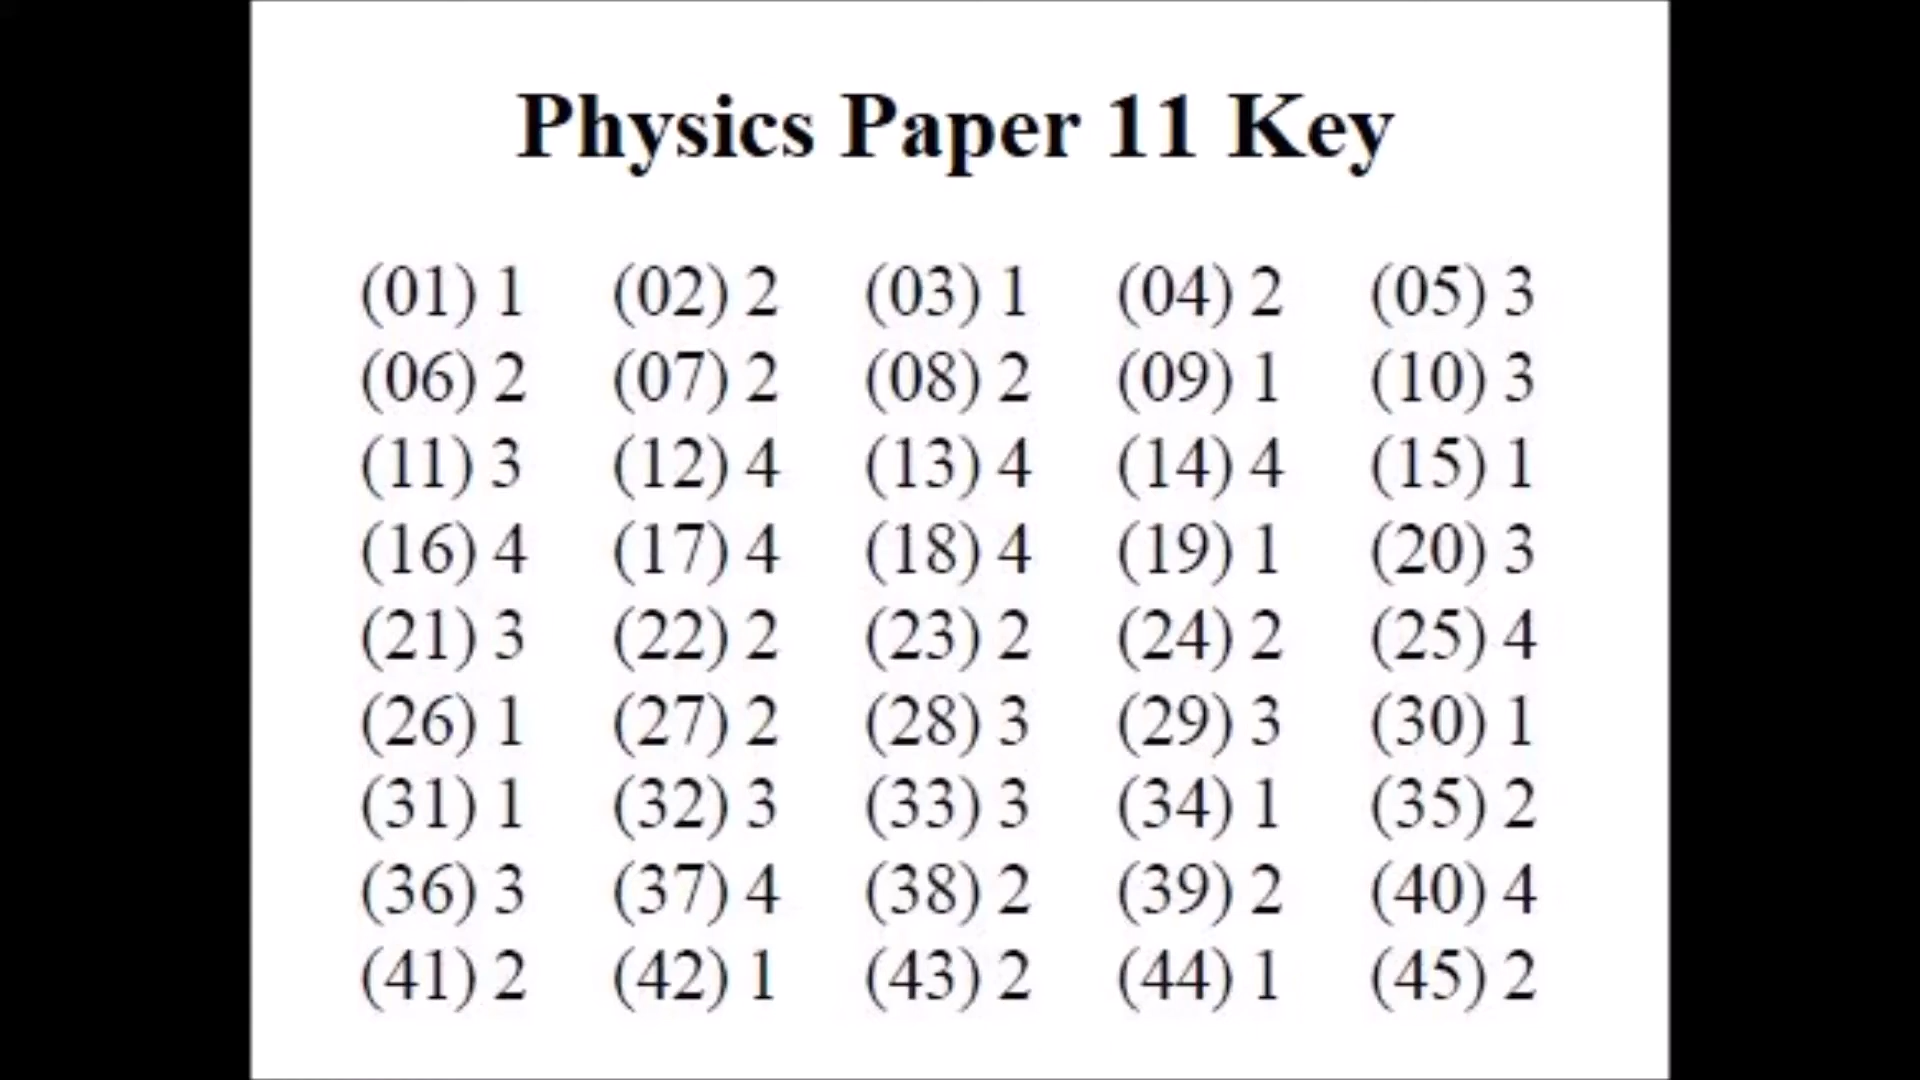 Physics Paper 11 Key
(01) 1 (02) 2 (03) 1 (04) 2 (05) 3
(06) 2 (07) 2 (08) 2 (09) 1 (10) 3
(11) 3 (12) 4 (13) 4 (14) 4 (15) 1
(16) 4 (17) 4 (18) 4 (19) 1 (20) 3
(21) 3 (22) 2 (23) 2 (24) 2 (25) 4
(26) 1 (27) 2 (28) 3 (29) 3 (30) 1
(31) 1 (32) 3 (33) 3 (34) 1 (35) 2
(36) 3 (37) 4 (38) 2 (39) 2 (40) 4
(41) 2 (42) 1 (43) 2 (44) 1 (45) 2